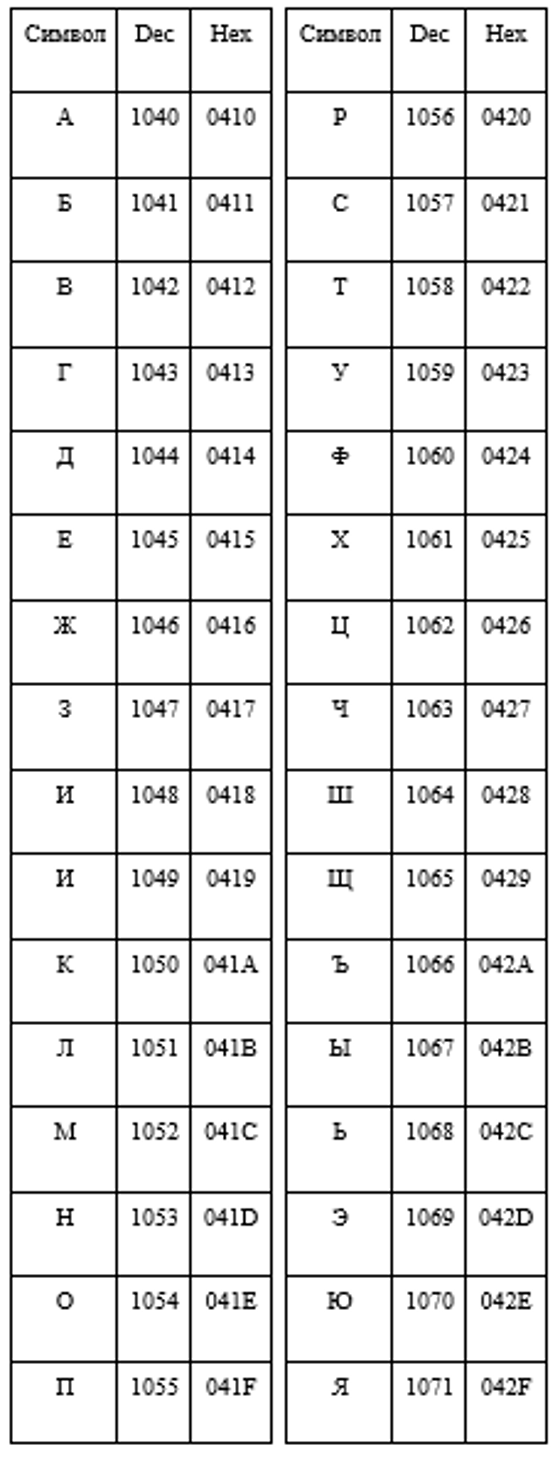 Символ Dec Hex Символ Dec Hex
А 1040 0410 Р 1056 0420
Б 1041 0411 С 1057 0421
В 1042 0412 Т 1058 0422
Г 1043 0413 У 1059 0423
Д 1044 0414 Ф 1060 0424
Е 1045 0415 Х 1061 0425
Ж 1046 0416 Ц 1062 0426
З 1047 0417 Ч 1063 0427
И 1048 0418 Ш 1064 0428
И 1049 0419 Щ 1065 0429
К 1050 041A Ъ 1066 042A
Л 1051 041B Ы 1067 042B
М 1052 041C Ь 1068 042C
Н 1053 041D Э 1069 042D
О 1054 041E Ю 1070 042E
П 1055 041F Я 1071 042F